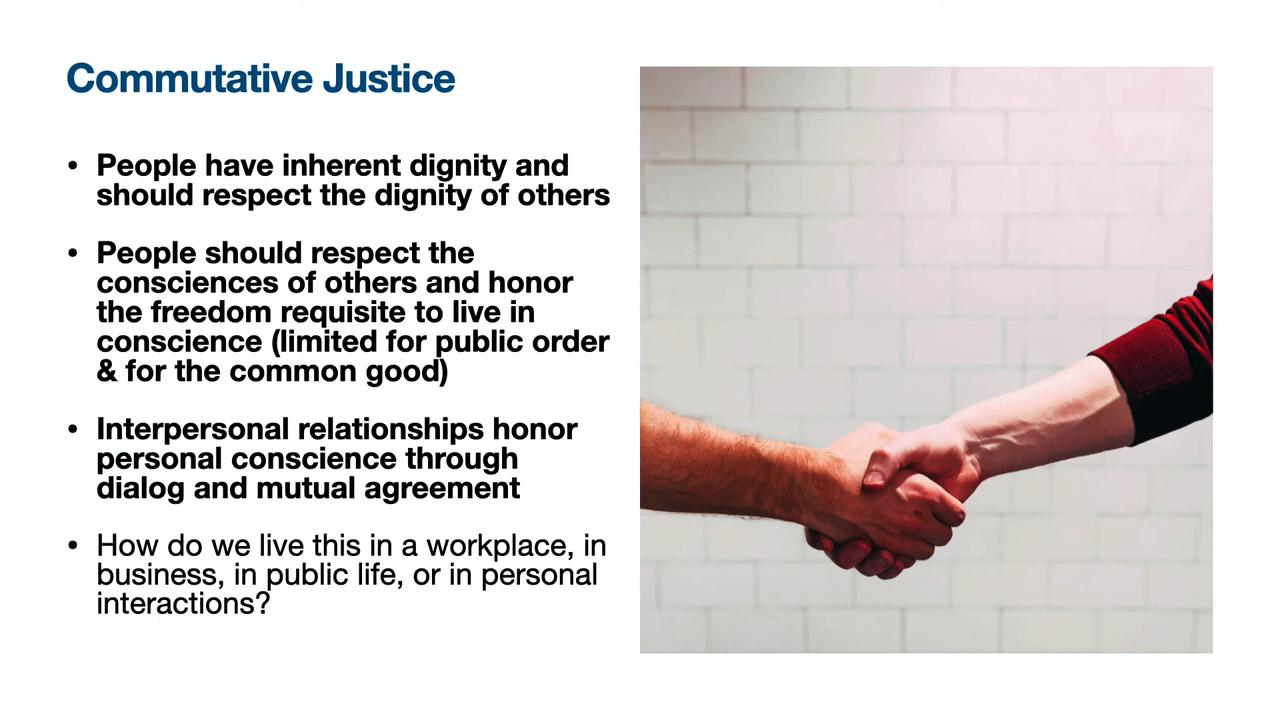 Commutative Justice
• People have inherent dignity and
should respect the dignity of others
• People should respect the
consciences of others and honor
the freedom requisite to live in
conscience (limited for public order
& for the common good)
• Interpersonal relationships honor
personal conscience through
dialog and mutual agreement
• How do we live this in a workplace, in
business, in public life, or in personal
interactions?